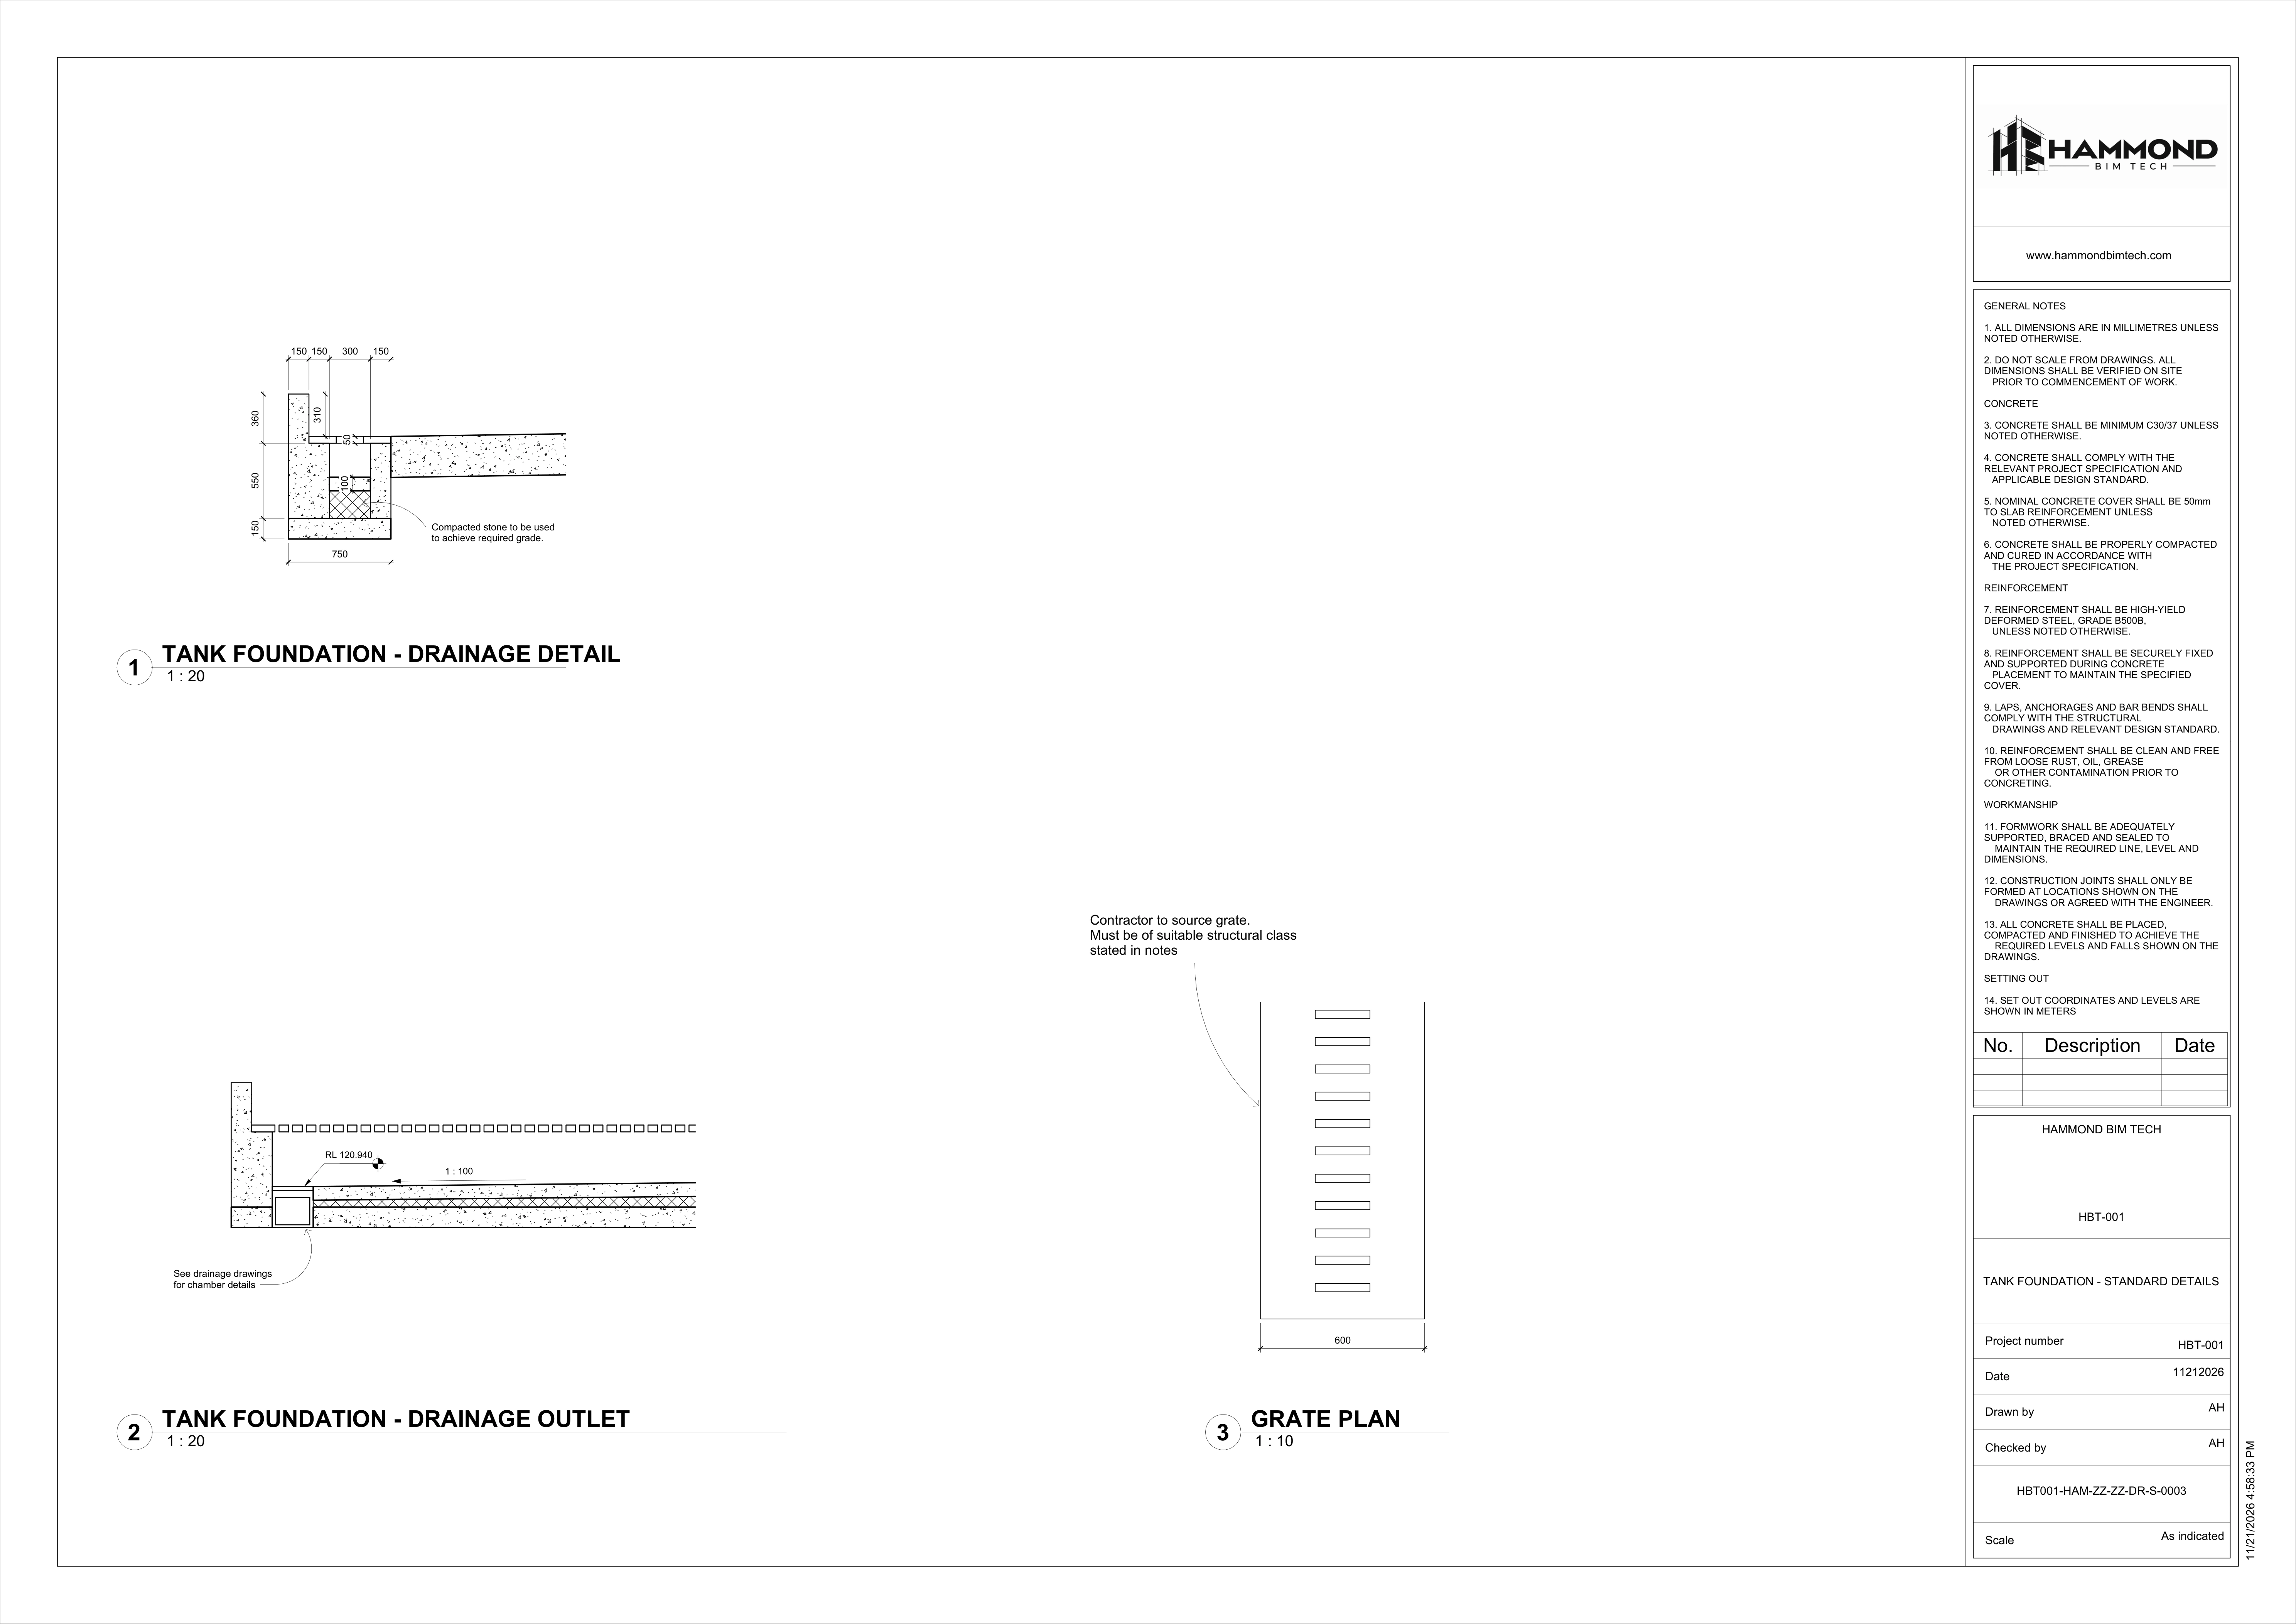 150 150 300 150
360
310
50
550
100
150
Compacted stone to be used
to achieve required grade.
750
1 TANK FOUNDATION - DRAINAGE DETAIL
1 : 20
RL 120.940
1 : 100
See drainage drawings
for chamber details
2 TANK FOUNDATION - DRAINAGE OUTLET
1 : 20
Contractor to source grate.
Must be of suitable structural class
stated in notes
600
3 GRATE PLAN
1 : 10
HAMMOND
BIM TECH
www.hammondbimtech.com
GENERAL NOTES
1. ALL DIMENSIONS ARE IN MILLIMETRES UNLESS
NOTED OTHERWISE.
2. DO NOT SCALE FROM DRAWINGS. ALL
DIMENSIONS SHALL BE VERIFIED ON SITE
PRIOR TO COMMENCEMENT OF WORK.
CONCRETE
3. CONCRETE SHALL BE MINIMUM C30/37 UNLESS
NOTED OTHERWISE.
4. CONCRETE SHALL COMPLY WITH THE
RELEVANT PROJECT SPECIFICATION AND
APPLICABLE DESIGN STANDARD.
5. NOMINAL CONCRETE COVER SHALL BE 50mm
TO SLAB REINFORCEMENT UNLESS
NOTED OTHERWISE.
6. CONCRETE SHALL BE PROPERLY COMPACTED
AND CURED IN ACCORDANCE WITH
THE PROJECT SPECIFICATION.
REINFORCEMENT
7. REINFORCEMENT SHALL BE HIGH-YIELD
DEFORMED STEEL, GRADE B500B,
UNLESS NOTED OTHERWISE.
8. REINFORCEMENT SHALL BE SECURELY FIXED
AND SUPPORTED DURING CONCRETE
PLACEMENT TO MAINTAIN THE SPECIFIED
COVER.
9. LAPS, ANCHORAGES AND BAR BENDS SHALL
COMPLY WITH THE STRUCTURAL
DRAWINGS AND RELEVANT DESIGN STANDARD.
10. REINFORCEMENT SHALL BE CLEAN AND FREE
FROM LOOSE RUST, OIL, GREASE
OR OTHER CONTAMINATION PRIOR TO
CONCRETING.
WORKMANSHIP
11. FORMWORK SHALL BE ADEQUATELY
SUPPORTED, BRACED AND SEALED TO
MAINTAIN THE REQUIRED LINE, LEVEL AND
DIMENSIONS.
12. CONSTRUCTION JOINTS SHALL ONLY BE
FORMED AT LOCATIONS SHOWN ON THE
DRAWINGS OR AGREED WITH THE ENGINEER.
13. ALL CONCRETE SHALL BE PLACED,
COMPACTED AND FINISHED TO ACHIEVE THE
REQUIRED LEVELS AND FALLS SHOWN ON THE
DRAWINGS.
SETTING OUT
14. SET OUT COORDINATES AND LEVELS ARE
SHOWN IN METERS
No. Description Date
HAMMOND BIM TECH
HBT-001
TANK FOUNDATION - STANDARD DETAILS
Project number HBT-001
Date 11212026
Drawn by AH
Checked by AH
HBT001-HAM-ZZ-ZZ-DR-S-0003
Scale As indicated
11/21/2026 4:58:33 PM